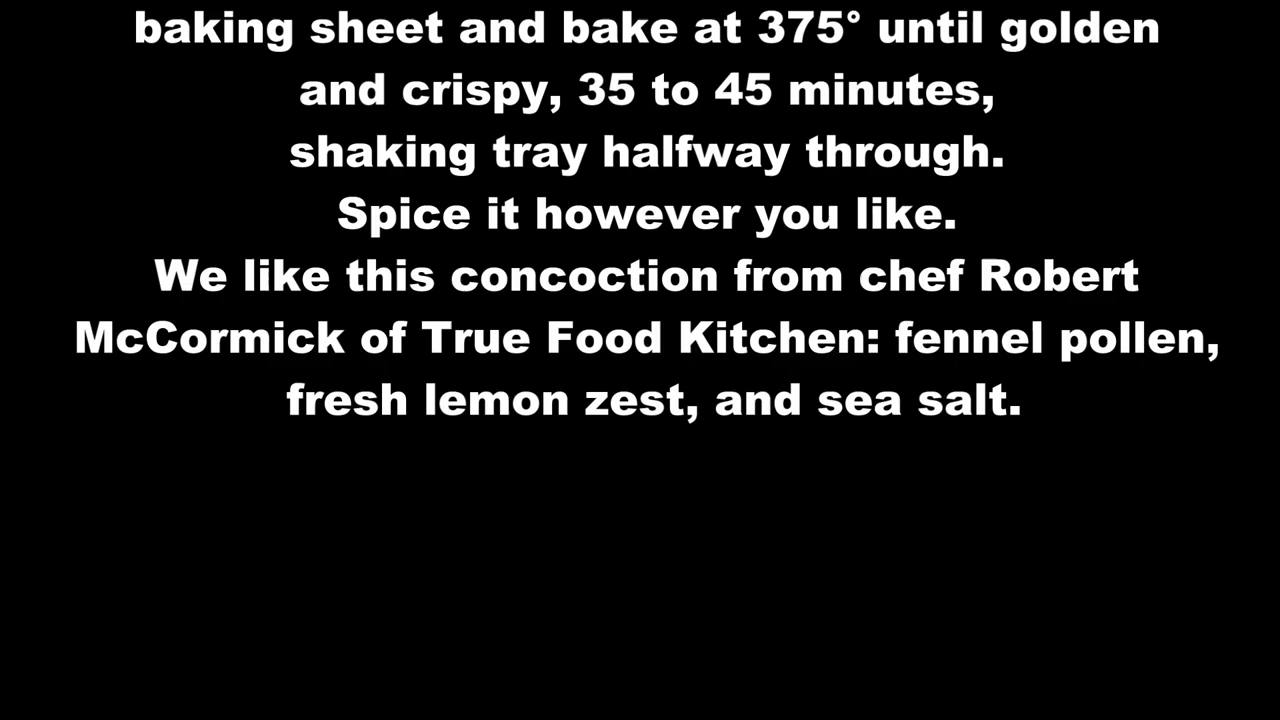 baking sheet and bake at 375° until golden
and crispy, 35 to 45 minutes,
shaking tray halfway through.
Spice it however you like.
We like this concoction from chef Robert
McCormick of True Food Kitchen: fennel pollen,
fresh lemon zest, and sea salt.